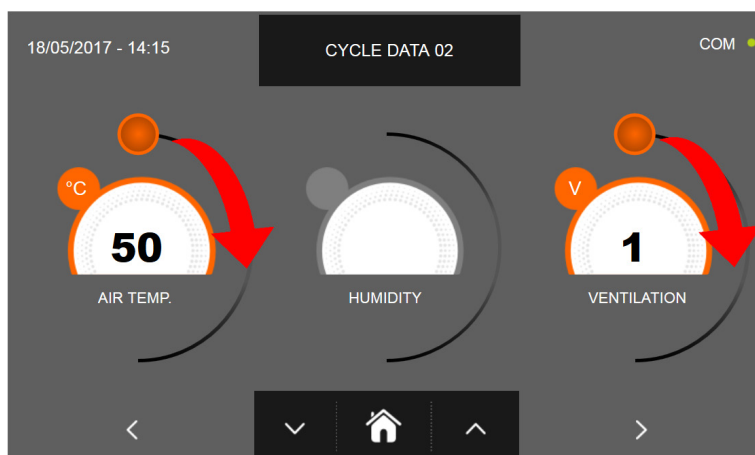 18/05/2017 - 14:15
CYCLE DATA 02
COM
°C
50
AIR TEMP.
HUMIDITY
V
1
VENTILATION